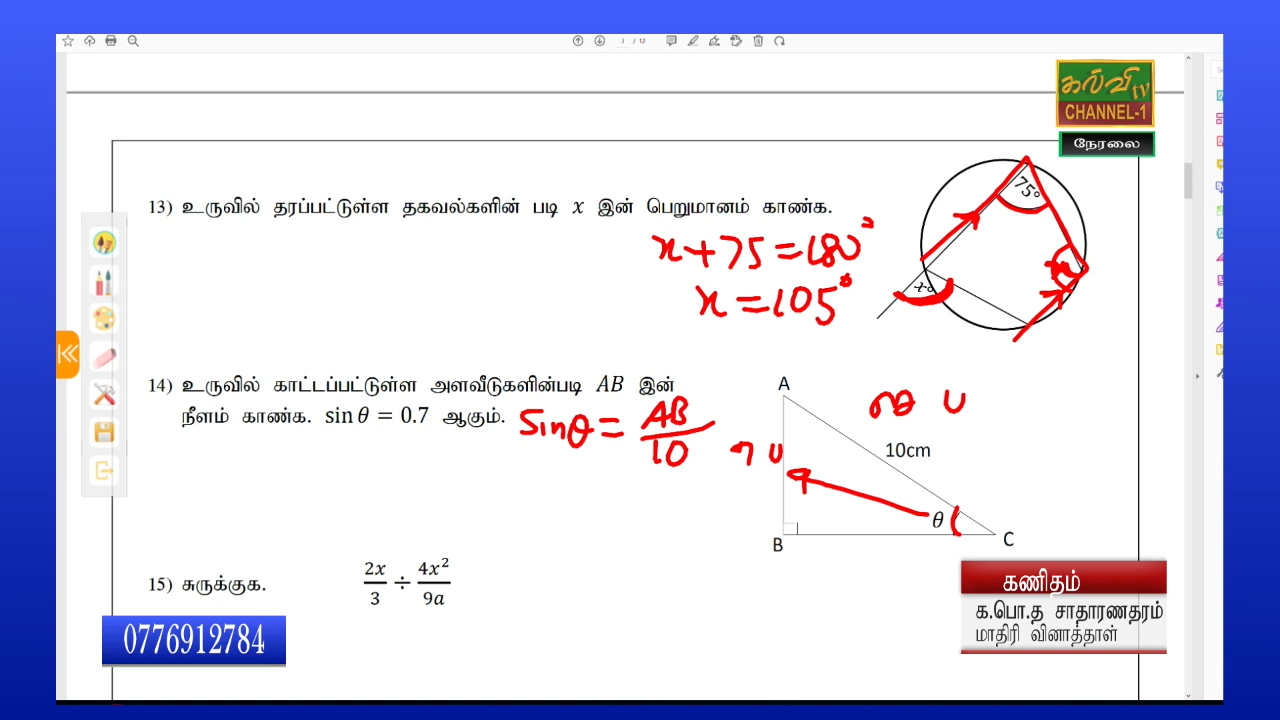 1 / 12
கல்வி tv
CHANNEL-1
நேரலை
13) உருவில் தரப்பட்டுள்ள தகவல்களின் படி x இன் பெறுமானம் காண்க.
75°
x + 75 = 180°
x°
x
x = 105°
14) உருவில் காட்டப்பட்டுள்ள அளவீடுகளின்படி AB இன்
நீளம் காண்க. sin θ = 0.7 ஆகும்.
sinθ = AB/10
A
10cm
θ
B
C
15) சுருக்குக. 2x/3 ÷ 4x²/9a
0776912784
கணிதம்
க.பொ.த சாதாரணதரம்
மாதிரி வினாத்தாள்